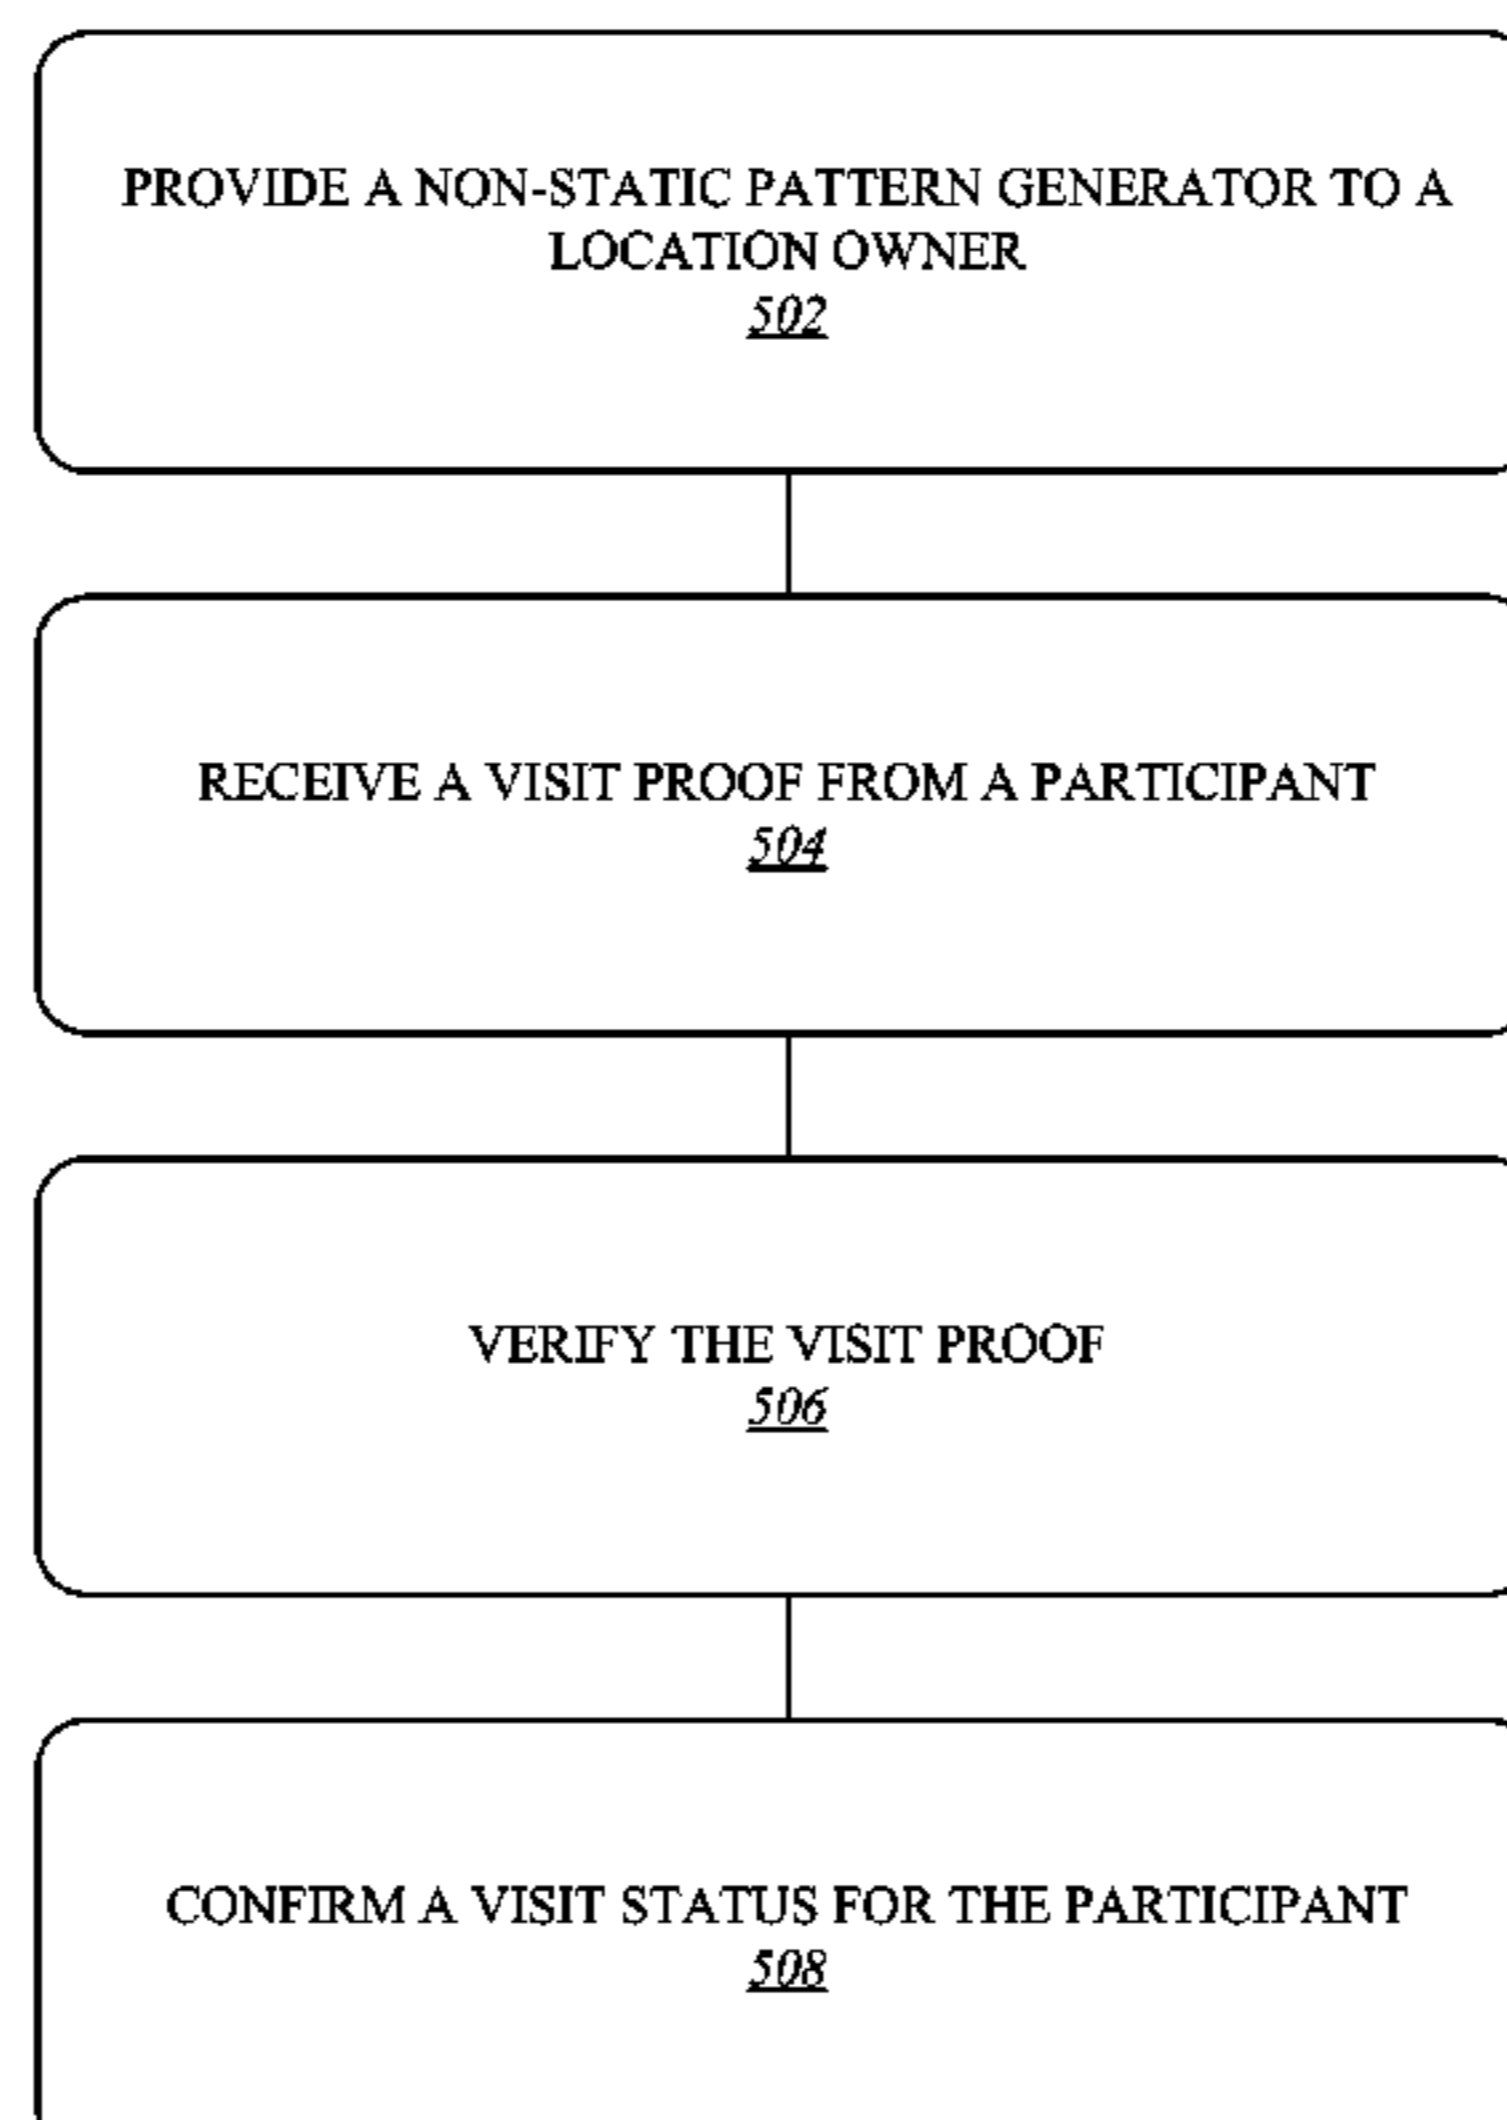 PROVIDE A NON-STATIC PATTERN GENERATOR TO A
LOCATION OWNER
502
RECEIVE A VISIT PROOF FROM A PARTICIPANT
504
VERIFY THE VISIT PROOF
506
CONFIRM A VISIT STATUS FOR THE PARTICIPANT
508